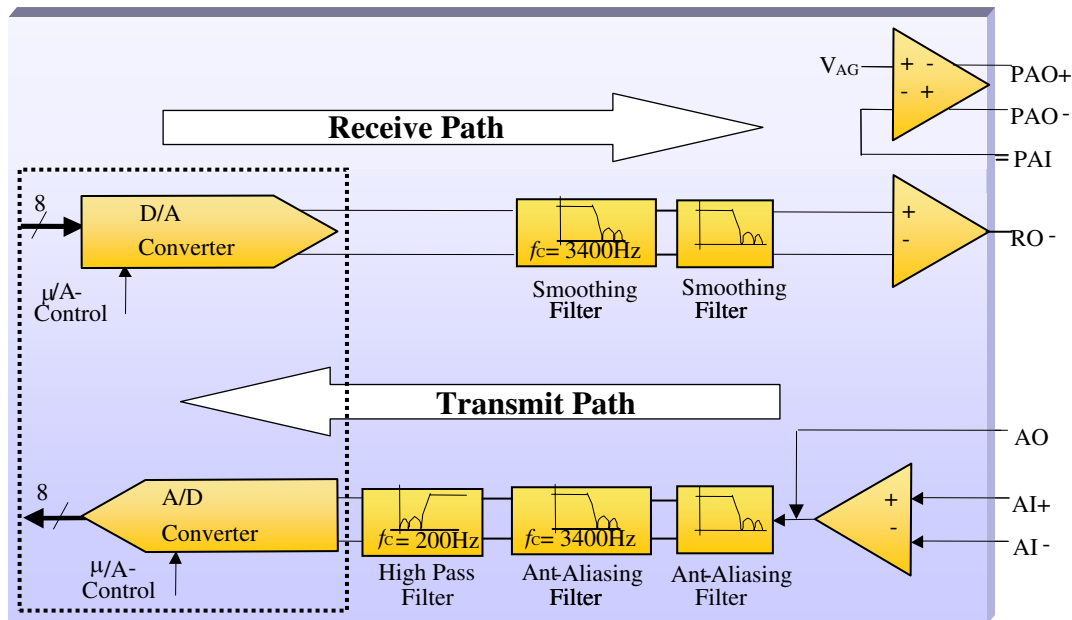 V_AG
+ -
- +
PAO+
PAO-
PAI
Receive Path
8
D/A
Converter
μ/A-
Control
fc= 3400Hz
Smoothing
Filter
Smoothing
Filter
+
-
RO-
Transmit Path
AO
8
A/D
Converter
μ/A-
Control
fc= 200Hz
High Pass
Filter
fc= 3400Hz
Ant-Aliasing
Filter
Ant-Aliasing
Filter
+
-
AI+
AI-